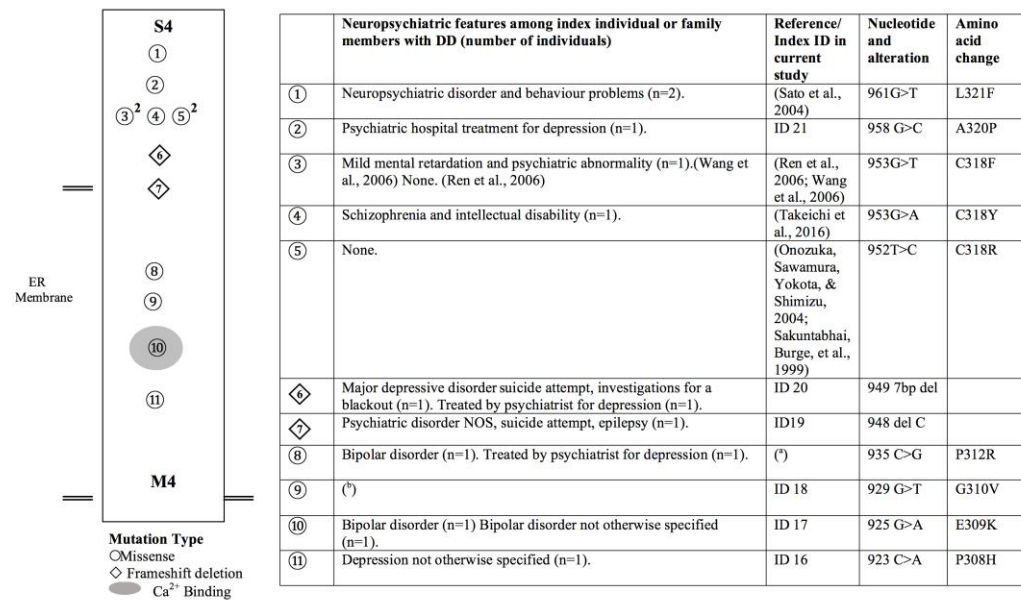 S4
①
②
③² ④ ⑤²
⑥
⑦
⑧
ER
Membrane
⑨
⑩
⑪
M4
Mutation Type
Missense
Frameshift deletion
Ca²⁺ Binding
Neuropsychiatric features among index individual or family
members with DD (number of individuals)
Reference/
Index ID in
current
study
Nucleotide
and
alteration
Amino
acid
change
①
Neuropsychiatric disorder and behaviour problems (n=2).
(Sato et al.,
2004)
961G>T
L321F
②
Psychiatric hospital treatment for depression (n=1).
ID 21
958 G>C
A320P
③
Mild mental retardation and psychiatric abnormality (n=1).(Wang et
al., 2006) None. (Ren et al., 2006)
(Ren et al.,
2006; Wang
et al., 2006)
953G>T
C318F
④
Schizophrenia and intellectual disability (n=1).
(Takeichi et
al., 2016)
953G>A
C318Y
⑤
None.
(Onozuka,
Sawamura,
Yokota, &
Shimizu,
2004;
Sakuntabhai,
Burge, et al.,
1999)
952T>C
C318R
⑥
Major depressive disorder suicide attempt, investigations for a
blackout (n=1). Treated by psychiatrist for depression (n=1).
ID 20
949 7bp del
⑦
Psychiatric disorder NOS, suicide attempt, epilepsy (n=1).
ID19
948 del C
⑧
Bipolar disorder (n=1). Treated by psychiatrist for depression (n=1).
(ᵃ)
935 C>G
P312R
⑨
(ᵇ)
ID 18
929 G>T
G310V
⑩
Bipolar disorder (n=1) Bipolar disorder not otherwise specified
(n=1).
ID 17
925 G>A
E309K
⑪
Depression not otherwise specified (n=1).
ID 16
923 C>A
P308H